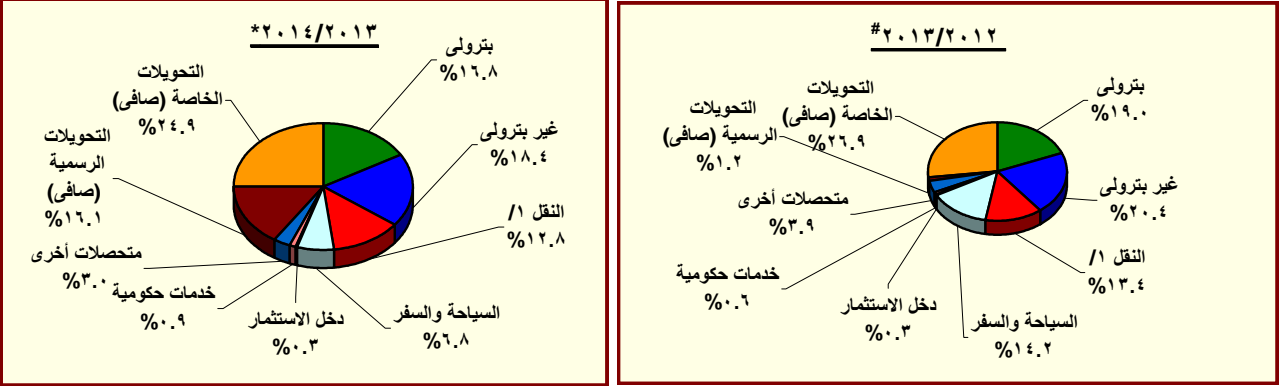 #٢٠١٣/٢٠١٢
بترولى
%١٩.٠
غير بترولى
%٢٠.٤
النقل ١/
%١٣.٤
السياحة والسفر
%١٤.٢
دخل الاستثمار
%٠.٣
خدمات حكومية
%٠.٦
متحصلات أخرى
%٣.٩
التحويلات
الرسمية (صافى)
%١.٢
التحويلات
الخاصة (صافى)
%٢٦.٩
*٢٠١٤/٢٠١٣
بترولى
%١٦.٨
غير بترولى
%١٨.٤
النقل ١/
%١٢.٨
السياحة والسفر
%٦.٨
دخل الاستثمار
%٠.٣
خدمات حكومية
%٠.٩
متحصلات أخرى
%٣.٠
التحويلات
الرسمية
(صافى)
%١٦.١
التحويلات
الخاصة (صافى)
%٢٤.٩